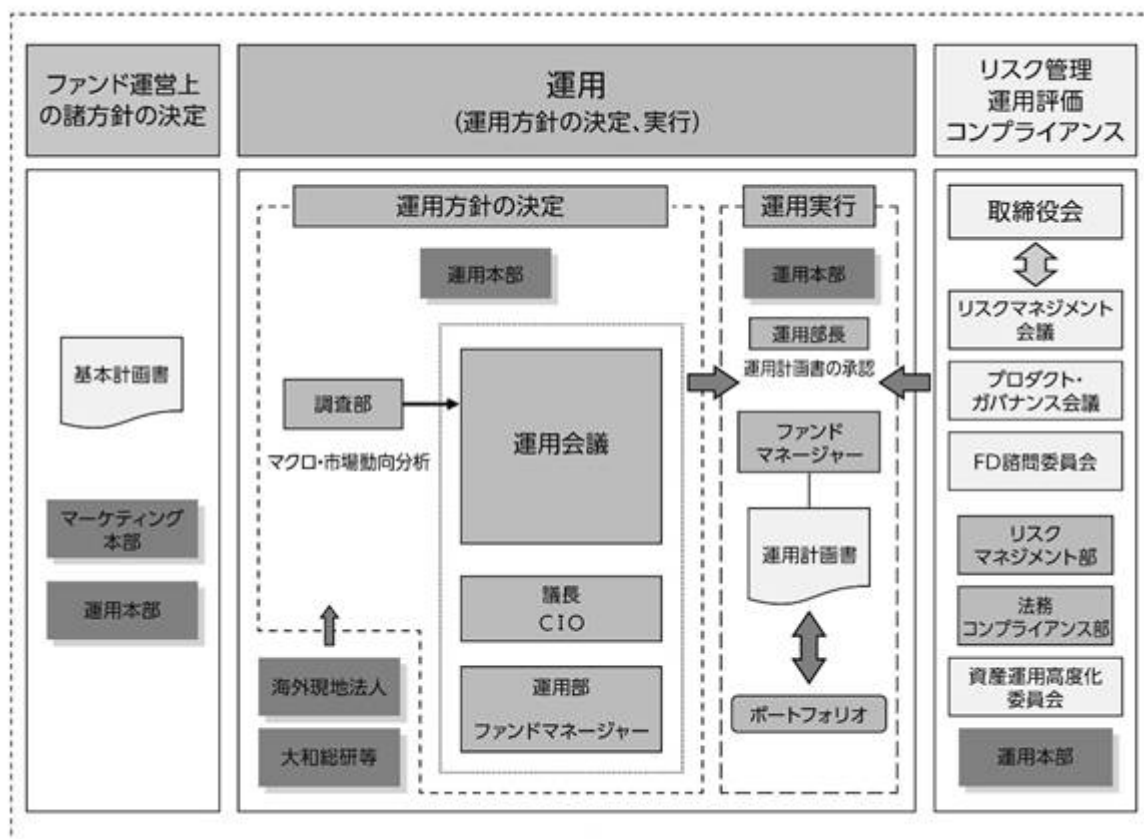 ファンド運営上
の諸方針の決定
運用
(運用方針の決定、実行)
リスク管理
運用評価
コンプライアンス
基本計画書
マーケティング
本部
運用本部
運用方針の決定
運用本部
調査部
マクロ・市場動向分析
運用会議
議長
CIO
運用部
ファンドマネージャー
海外現地法人
大和総研等
運用実行
運用本部
運用部長
運用計画書の承認
ファンド
マネージャー
運用計画書
ポートフォリオ
取締役会
リスクマネジメント
会議
プロダクト・
ガバナンス会議
FD諮問委員会
リスク
マネジメント部
法務
コンプライアンス部
資産運用高度化
委員会
運用本部